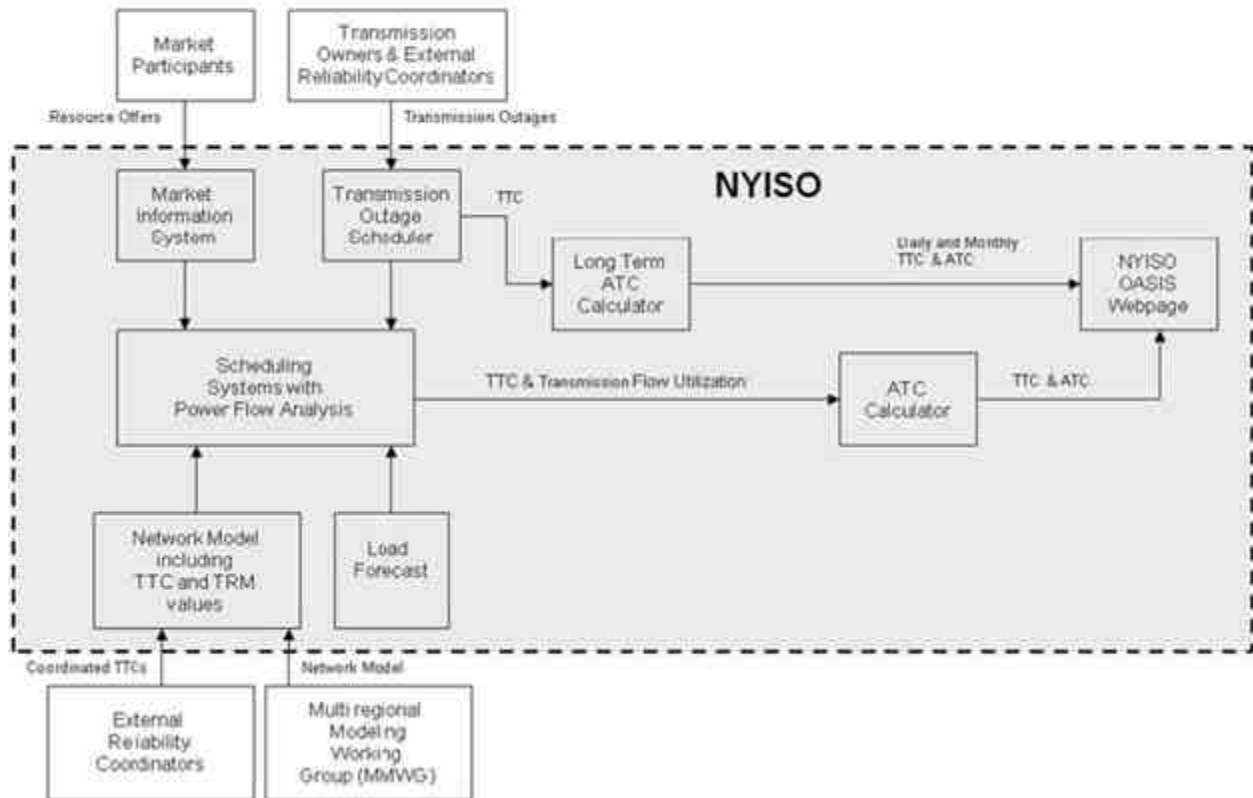 Market
Participants
Transmission
Owners & External
Reliability Coordinators
Resource Offers
Transmission Outages
NYISO
Market
Information
System
Transmission
Outage
Scheduler
TTC
Long Term
ATC
Calculator
Daily and Monthly
TTC & ATC
NYISO
OASIS
Webpage
Scheduling
Systems with
Power Flow Analysis
TTC & Transmission Flow Utilization
ATC
Calculator
TTC & ATC
Network Model
including
TTC and TRM
values
Load
Forecast
Coordinated TTCs
Network Model
External
Reliability
Coordinators
Multi regional
Modeling
Working
Group (MMWG)